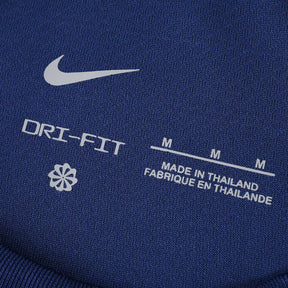 DRI-FIT
M M M
MADE IN THAILAND
FABRIQUE EN THAILANDE